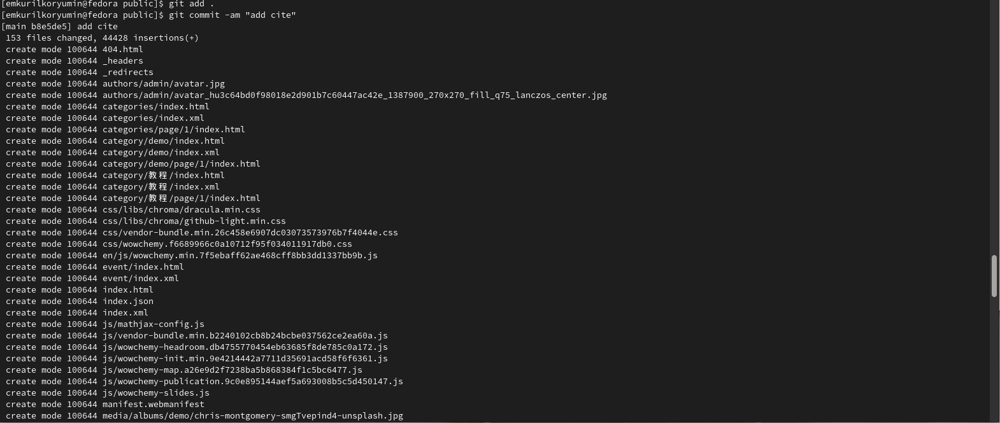 [emkurilkoryumin@fedora public]$ git add .
[emkurilkoryumin@fedora public]$ git commit -am "add cite"
[main b8e5de5] add cite
153 files changed, 44428 insertions(+)
create mode 100644 404.html
create mode 100644 _headers
create mode 100644 _redirects
create mode 100644 authors/admin/avatar.jpg
create mode 100644 authors/admin/avatar_hu3c64bd0f98018e2d901b7c60447ac42e_1387900_270x270_fill_q75_lanczos_center.jpg
create mode 100644 categories/index.html
create mode 100644 categories/index.xml
create mode 100644 categories/page/1/index.html
create mode 100644 category/demo/index.html
create mode 100644 category/demo/index.xml
create mode 100644 category/demo/page/1/index.html
create mode 100644 category/教程/index.html
create mode 100644 category/教程/index.xml
create mode 100644 category/教程/page/1/index.html
create mode 100644 css/libs/chroma/dracula.min.css
create mode 100644 css/libs/chroma/github-light.min.css
create mode 100644 css/vendor-bundle.min.26c458e6907dc03073573976b7f4044e.css
create mode 100644 css/wowchemy.f6689966c0a10712f95f034011917db0.css
create mode 100644 en/js/wowchemy.min.7f5ebaff62ae468cff8bb3dd1337bb9b.js
create mode 100644 event/index.html
create mode 100644 event/index.xml
create mode 100644 index.html
create mode 100644 index.json
create mode 100644 index.xml
create mode 100644 js/mathjax-config.js
create mode 100644 js/vendor-bundle.min.b2240102cb8b24bcbe037562ce2ea60a.js
create mode 100644 js/wowchemy-headroom.db4755770454eb63685f8de785c0a172.js
create mode 100644 js/wowchemy-init.min.9e4214442a7711d35691acd58f6f6361.js
create mode 100644 js/wowchemy-map.a26e9d2f7238ba5b868384f1c5bc6477.js
create mode 100644 js/wowchemy-publication.9c0e895144aef5a693008b5c5d450147.js
create mode 100644 js/wowchemy-slides.js
create mode 100644 manifest.webmanifest
create mode 100644 media/albums/demo/chris-montgomery-smgTvepind4-unsplash.jpg